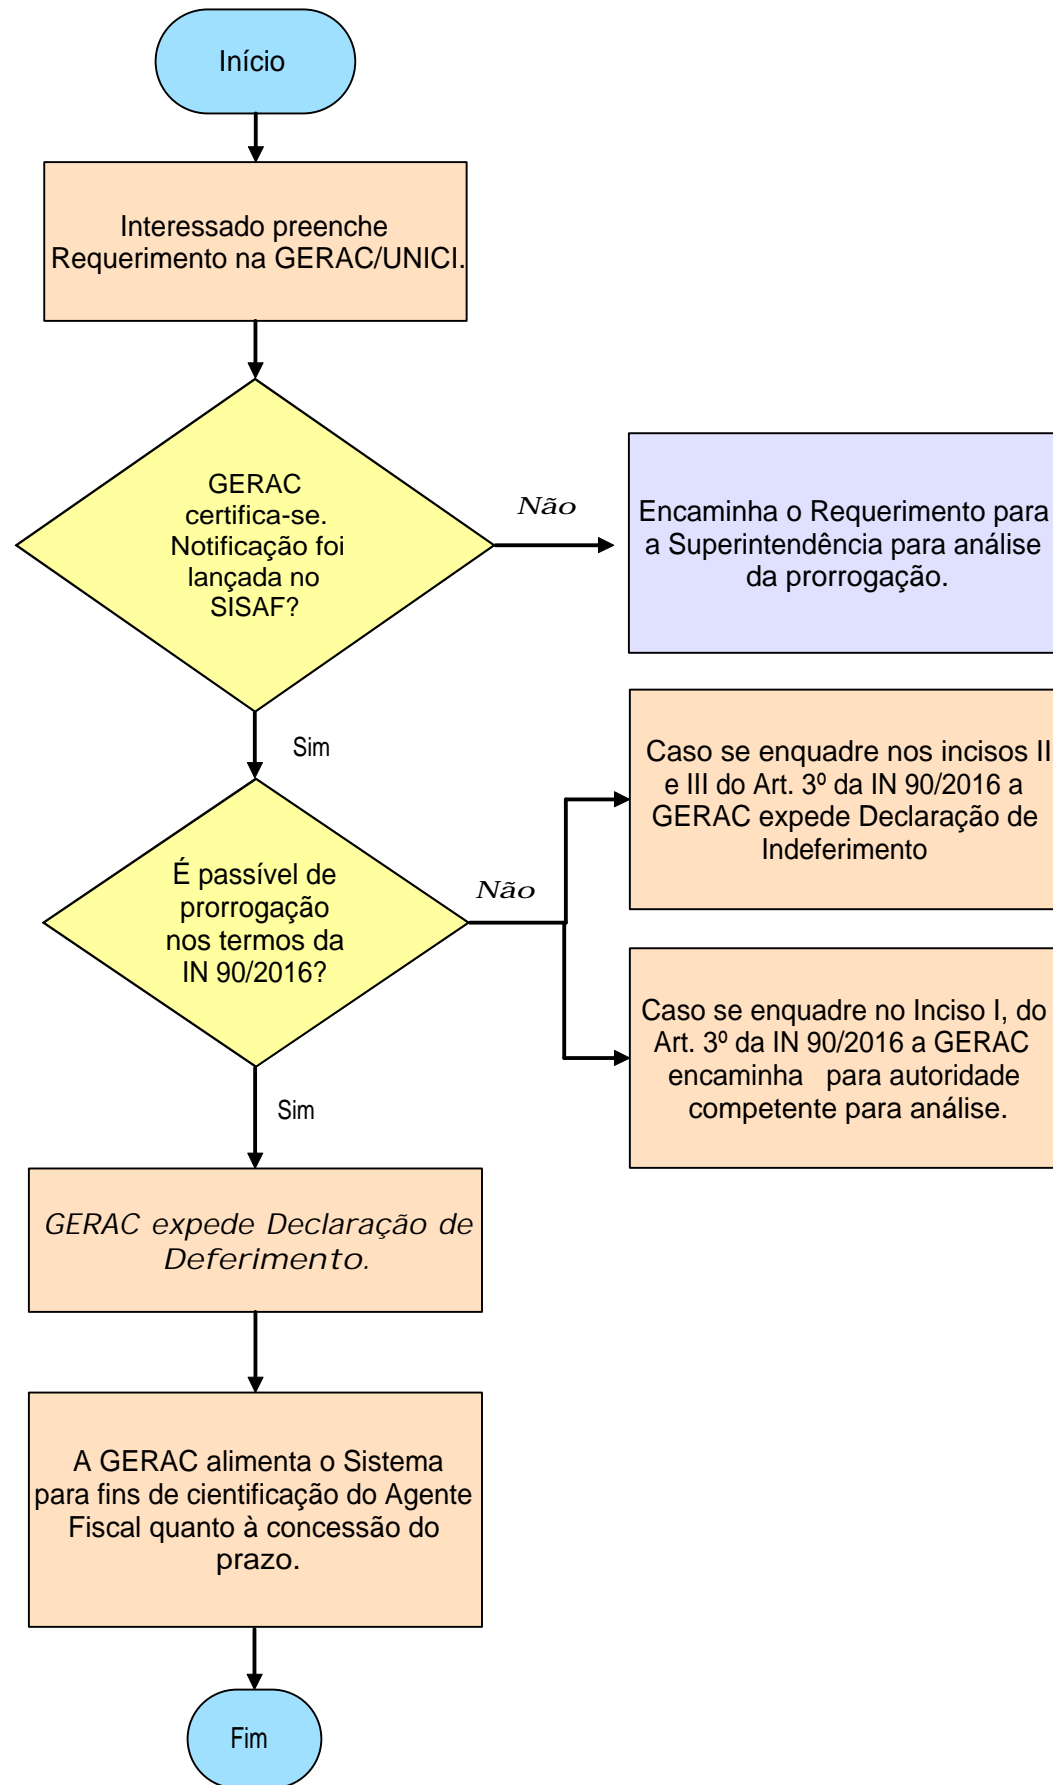 Início
Interessado preenche
Requerimento na GERAC/UNICI.
GERAC
certifica-se.
Notificação foi
lançada no
SISAF?
Não
Encaminha o Requerimento para
a Superintendência para análise
da prorrogação.
Sim
Caso se enquadre nos incisos II
e III do Art. 3º da IN 90/2016 a
GERAC expede Declaração de
Indeferimento
É passível de
prorrogação
nos termos da
IN 90/2016?
Não
Caso se enquadre no Inciso I, do
Art. 3º da IN 90/2016 a GERAC
encaminha para autoridade
competente para análise.
Sim
GERAC expede Declaração de
Deferimento.
A GERAC alimenta o Sistema
para fins de cientificação do Agente
Fiscal quanto à concessão do
prazo.
Fim